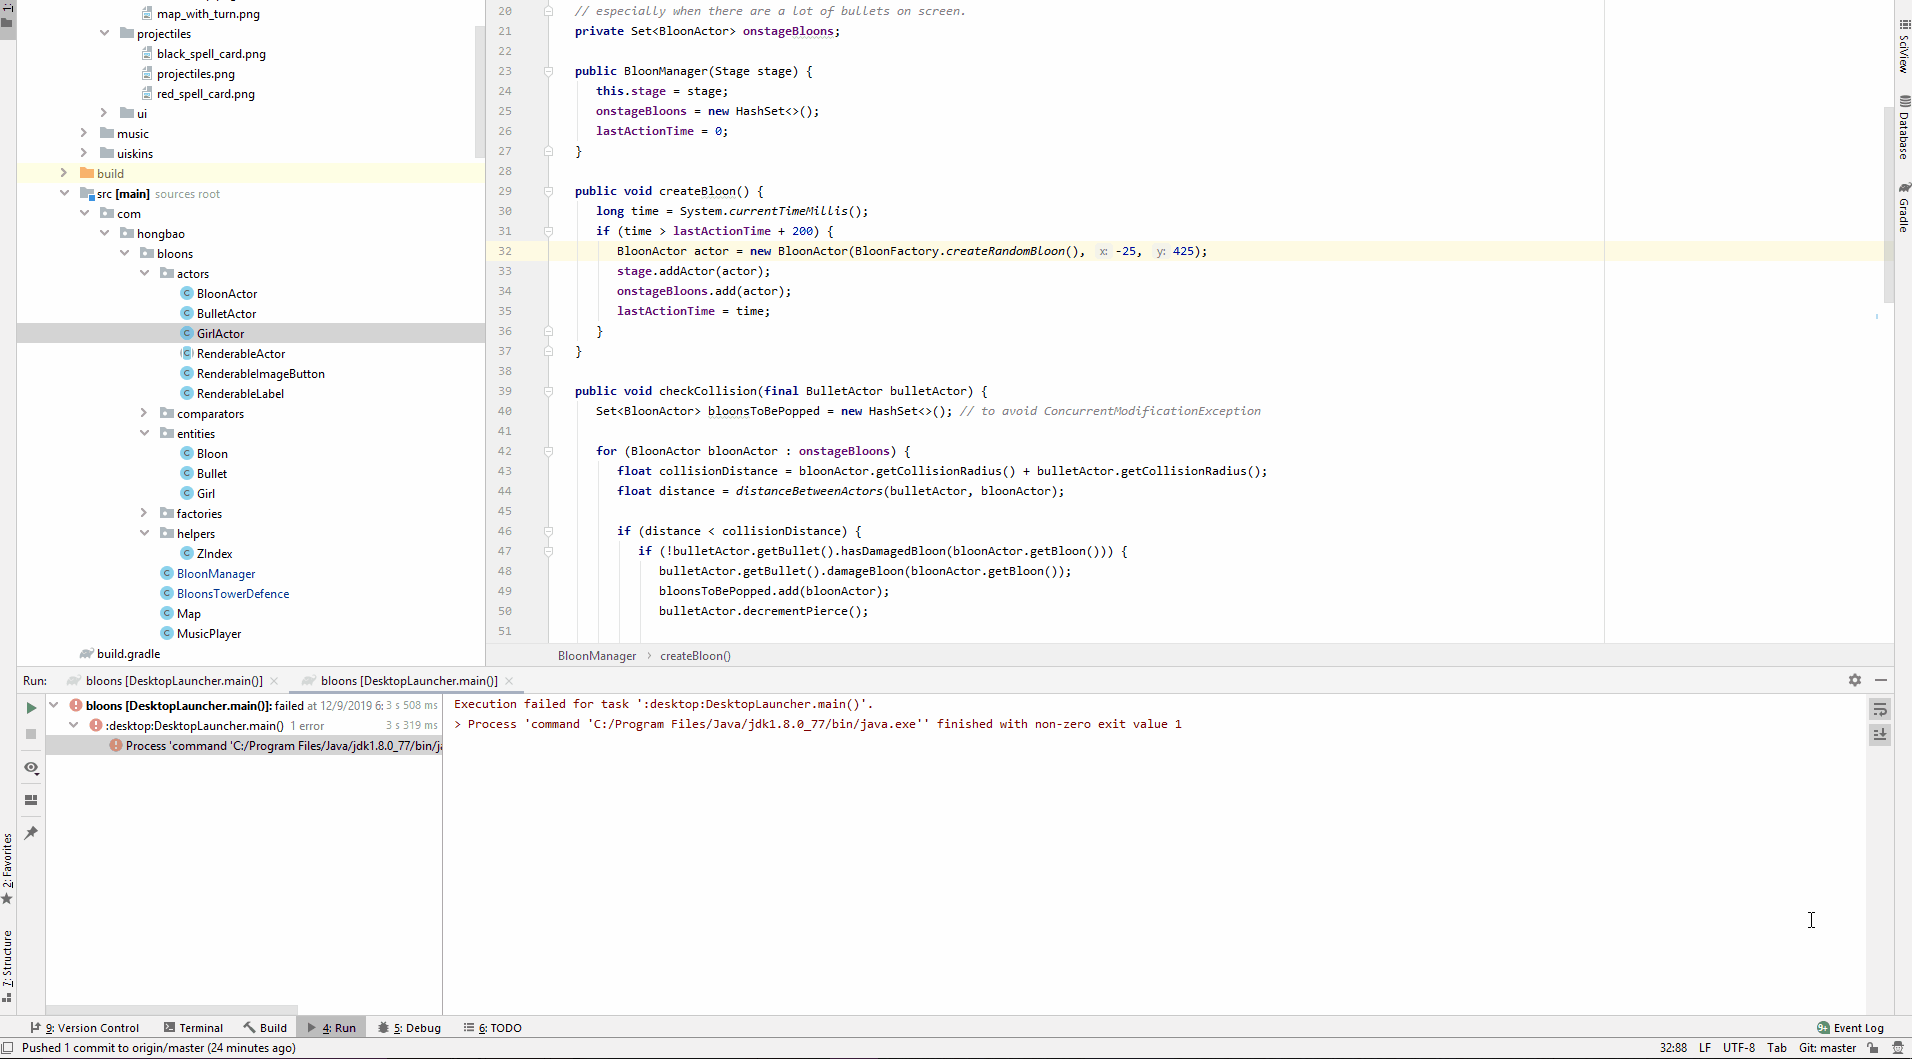 1:
map_with_turn.png
projectiles
black_spell_card.png
projectiles.png
red_spell_card.png
ui
music
uiskins
build
src [main] sources root
com
hongbao
bloons
actors
BloonActor
BulletActor
GirlActor
RenderableActor
RenderableImageButton
RenderableLabel
comparators
entities
Bloon
Bullet
Girl
factories
helpers
ZIndex
BloonManager
BloonsTowerDefence
Map
MusicPlayer
build.gradle
20 // especially when there are a lot of bullets on screen.
21 private Set<BloonActor> onstageBloons;
22
23 public BloonManager(Stage stage) {
24 this.stage = stage;
25 onstageBloons = new HashSet<>();
26 lastActionTime = 0;
27 }
28
29 public void createBloon() {
30 long time = System.currentTimeMillis();
31 if (time > lastActionTime + 200) {
32 BloonActor actor = new BloonActor(BloonFactory.createRandomBloon(), x: -25, y: 425);
33 stage.addActor(actor);
34 onstageBloons.add(actor);
35 lastActionTime = time;
36 }
37 }
38
39 public void checkCollision(final BulletActor bulletActor) {
40 Set<BloonActor> bloonsToBePopped = new HashSet<>(); // to avoid ConcurrentModificationException
41
42 for (BloonActor bloonActor : onstageBloons) {
43 float collisionDistance = bloonActor.getCollisionRadius() + bulletActor.getCollisionRadius();
44 float distance = distanceBetweenActors(bulletActor, bloonActor);
45
46 if (distance < collisionDistance) {
47 if (!bulletActor.getBullet().hasDamagedBloon(bloonActor.getBloon())) {
48 bulletActor.getBullet().damageBloon(bloonActor.getBloon());
49 bloonsToBePopped.add(bloonActor);
50 bulletActor.decrementPierce();
51
BloonManager › createBloon()
SciView
Database
Gradle
Run: bloons [DesktopLauncher.main()] bloons [DesktopLauncher.main()]
bloons [DesktopLauncher.main()]: failed at 12/9/2019 6: 3 s 508 ms
:desktop:DesktopLauncher.main() 1 error 3 s 319 ms
Process 'command 'C:/Program Files/Java/jdk1.8.0_77/bin/ja
Execution failed for task ':desktop:DesktopLauncher.main()'.
> Process 'command 'C:/Program Files/Java/jdk1.8.0_77/bin/java.exe'' finished with non-zero exit value 1
2: Favorites
7: Structure
9: Version Control Terminal Build 4: Run 5: Debug 6: TODO 9+ Event Log
Pushed 1 commit to origin/master (24 minutes ago) 32:88 LF UTF-8 Tab Git: master